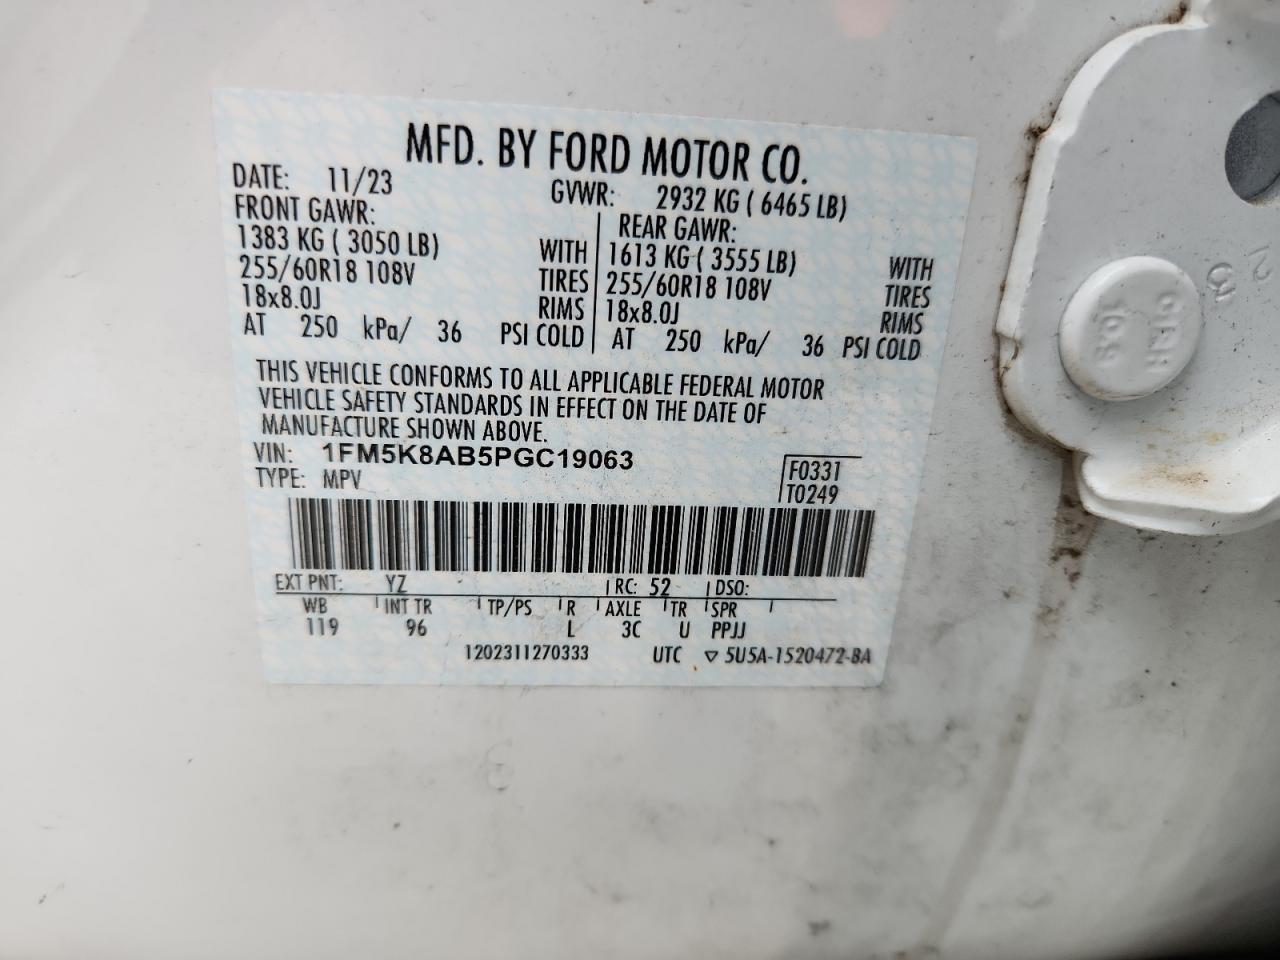 MFD. BY FORD MOTOR CO.
DATE: 11/23 GVWR: 2932 KG ( 6465 LB)
FRONT GAWR: REAR GAWR:
1383 KG ( 3050 LB) WITH 1613 KG ( 3555 LB) WITH
255/60R18 108V TIRES 255/60R18 108V TIRES
18x8.0J RIMS 18x8.0J RIMS
AT 250 kPa/ 36 PSI COLD AT 250 kPa/ 36 PSI COLD
THIS VEHICLE CONFORMS TO ALL APPLICABLE FEDERAL MOTOR
VEHICLE SAFETY STANDARDS IN EFFECT ON THE DATE OF
MANUFACTURE SHOWN ABOVE.
VIN: 1FM5K8AB5PGC19063
TYPE: MPV
F0331
T0249
EXT PNT: YZ RC: 52 DSO:
WB INT TR TP/PS R AXLE TR SPR
119 96 L 3C U PPJJ
1202311270333 UTC ▽ 5U5A-1520472-BA
10.9